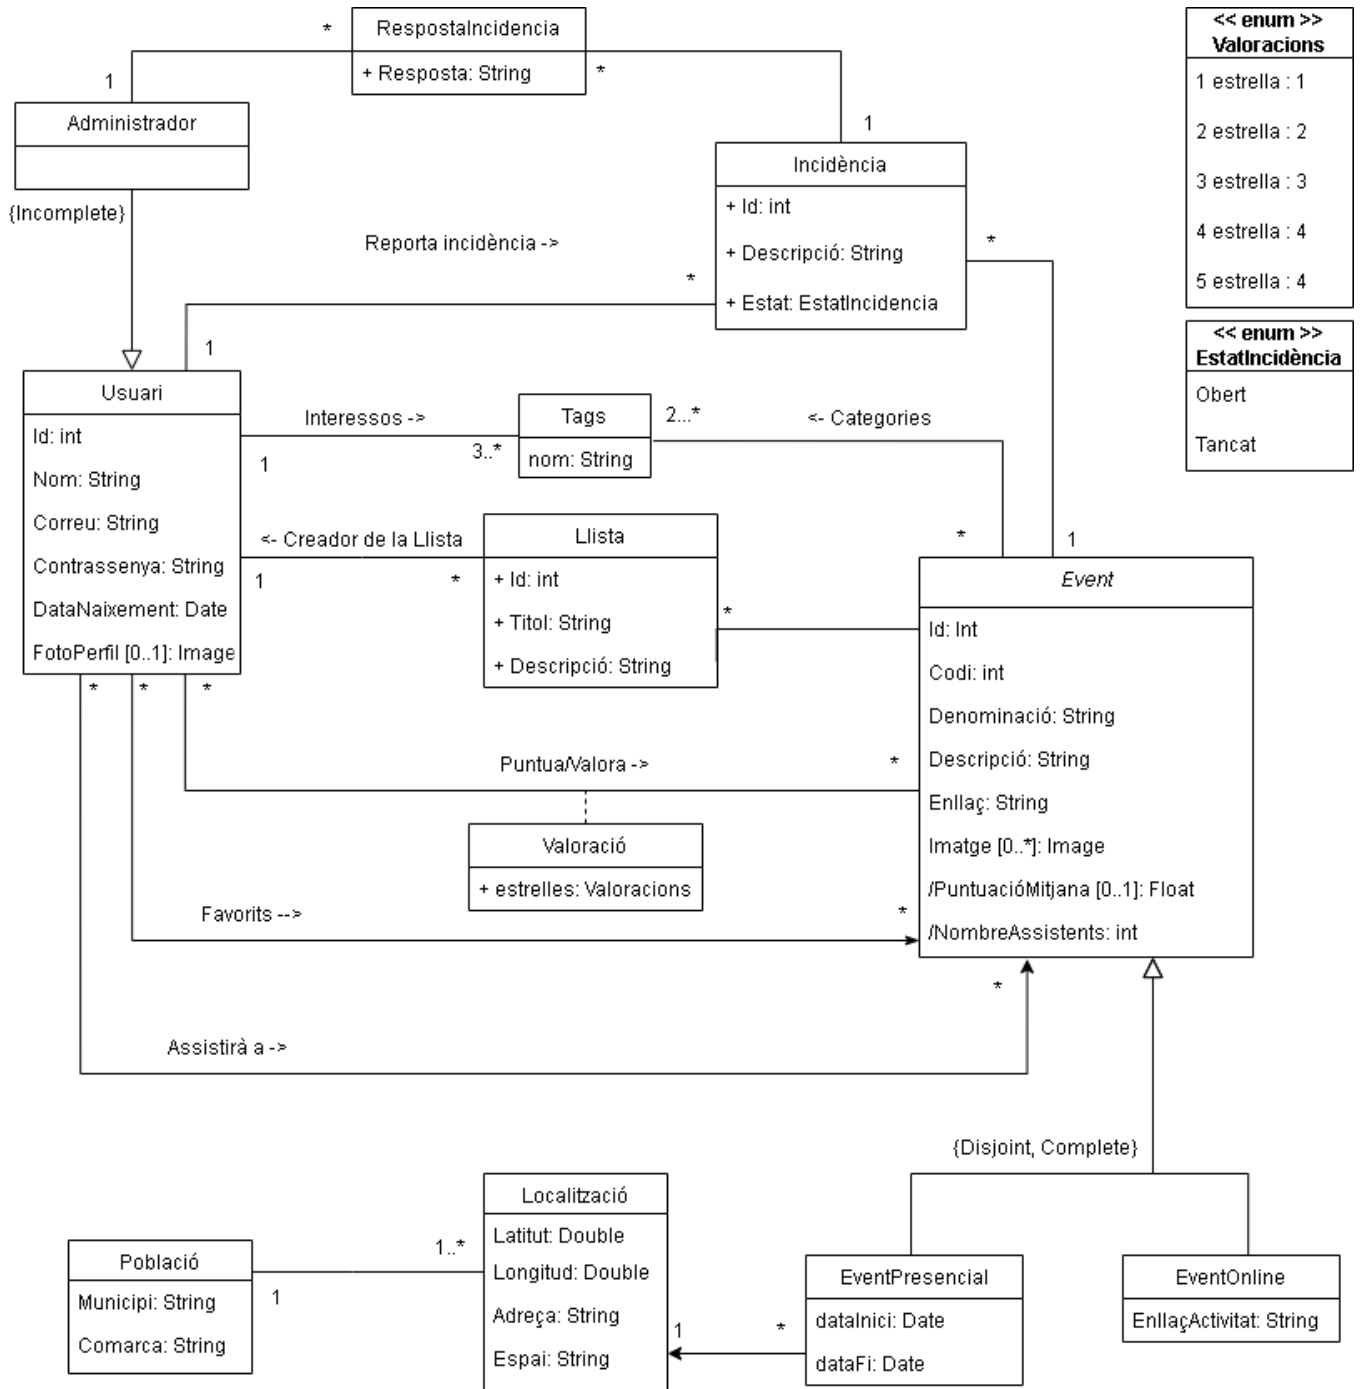 *
RespostaIncidencia
+ Resposta: String
*
1
Administrador
{Incomplete}
1
Incidència
+ Id: int
+ Descripció: String
+ Estat: EstatIncidencia
*
Reporta incidència ->
*
1
<< enum >>
Valoracions
1 estrella : 1
2 estrella : 2
3 estrella : 3
4 estrella : 4
5 estrella : 4
<< enum >>
EstatIncidència
Obert
Tancat
Usuari
Id: int
Nom: String
Correu: String
Contrassenya: String
DataNaixement: Date
FotoPerfil [0..1]: Image
Interessos ->
1
3..*
Tags
nom: String
2...*
<- Categories
*
1
<- Creador de la Llista
1
*
Llista
+ Id: int
+ Titol: String
+ Descripció: String
*
Event
Id: Int
Codi: int
Denominació: String
Descripció: String
Enllaç: String
Imatge [0..*]: Image
/PuntuacióMitjana [0..1]: Float
/NombreAssistents: int
*
*
*
Puntua/Valora ->
*
Valoració
+ estrelles: Valoracions
Favorits -->
*
*
Assistirà a ->
{Disjoint, Complete}
Població
Municipi: String
Comarca: String
1
1..*
Localització
Latitut: Double
Longitud: Double
Adreça: String
Espai: String
1
*
EventPresencial
dataInici: Date
dataFi: Date
EventOnline
EnllaçActivitat: String